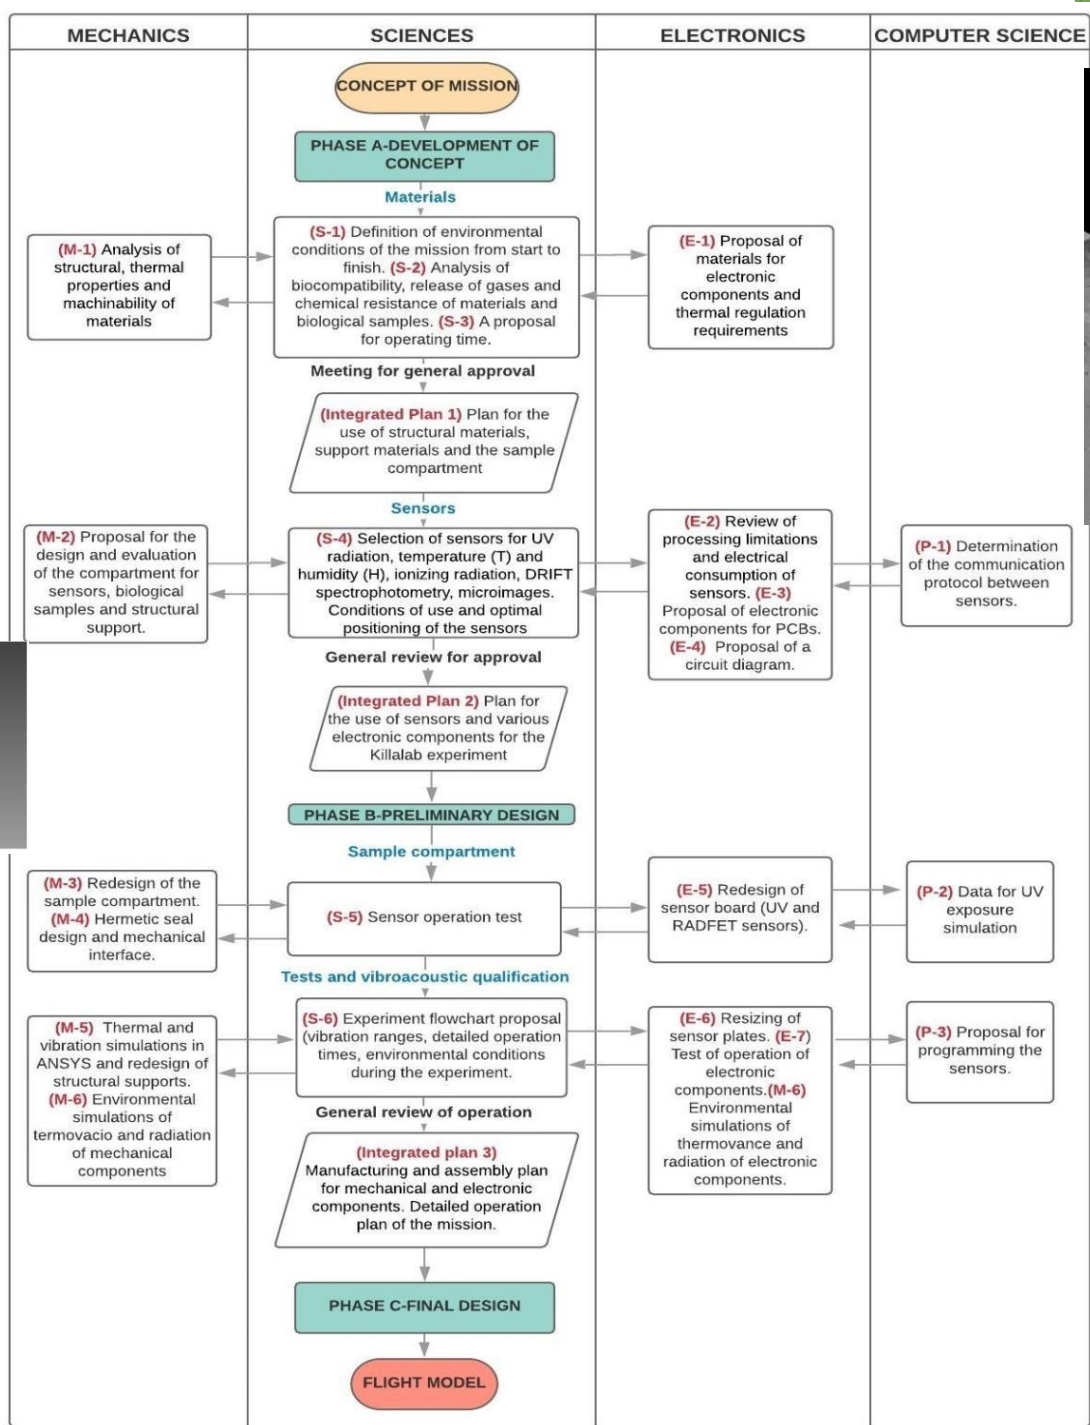 MECHANICS
SCIENCES
ELECTRONICS
COMPUTER SCIENCE
CONCEPT OF MISSION
PHASE A-DEVELOPMENT OF
CONCEPT
Materials
(M-1) Analysis of
structural, thermal
properties and
machinability of
materials
(S-1) Definition of environmental
conditions of the mission from start to
finish. (S-2) Analysis of
biocompatibility, release of gases and
chemical resistance of materials and
biological samples. (S-3) A proposal
for operating time.
(E-1) Proposal of
materials for
electronic
components and
thermal regulation
requirements
Meeting for general approval
(Integrated Plan 1) Plan for the
use of structural materials,
support materials and the sample
compartment
Sensors
(M-2) Proposal for the
design and evaluation
of the compartment for
sensors, biological
samples and structural
support.
(S-4) Selection of sensors for UV
radiation, temperature (T) and
humidity (H), ionizing radiation, DRIFT
spectrophotometry, microimages.
Conditions of use and optimal
positioning of the sensors
(E-2) Review of
processing limitations
and electrical
consumption of
sensors. (E-3)
Proposal of electronic
components for PCBs.
(E-4) Proposal of a
circuit diagram.
(P-1) Determination
of the communication
protocol between
sensors.
General review for approval
(Integrated Plan 2) Plan for
the use of sensors and various
electronic components for the
Killalab experiment
PHASE B-PRELIMINARY DESIGN
Sample compartment
(M-3) Redesign of the
sample compartment.
(M-4) Hermetic seal
design and mechanical
interface.
(S-5) Sensor operation test
(E-5) Redesign of
sensor board (UV and
RADFET sensors).
(P-2) Data for UV
exposure
simulation
Tests and vibroacoustic qualification
(M-5) Thermal and
vibration simulations in
ANSYS and redesign of
structural supports.
(M-6) Environmental
simulations of
termovacio and radiation
of mechanical
components
(S-6) Experiment flowchart proposal
(vibration ranges, detailed operation
times, environmental conditions
during the experiment.
(E-6) Resizing of
sensor plates. (E-7)
Test of operation of
electronic
components.(M-6)
Environmental
simulations of
thermovance and
radiation of electronic
components.
(P-3) Proposal for
programming the
sensors.
General review of operation
(Integrated plan 3)
Manufacturing and assembly plan
for mechanical and electronic
components. Detailed operation
plan of the mission.
PHASE C-FINAL DESIGN
FLIGHT MODEL